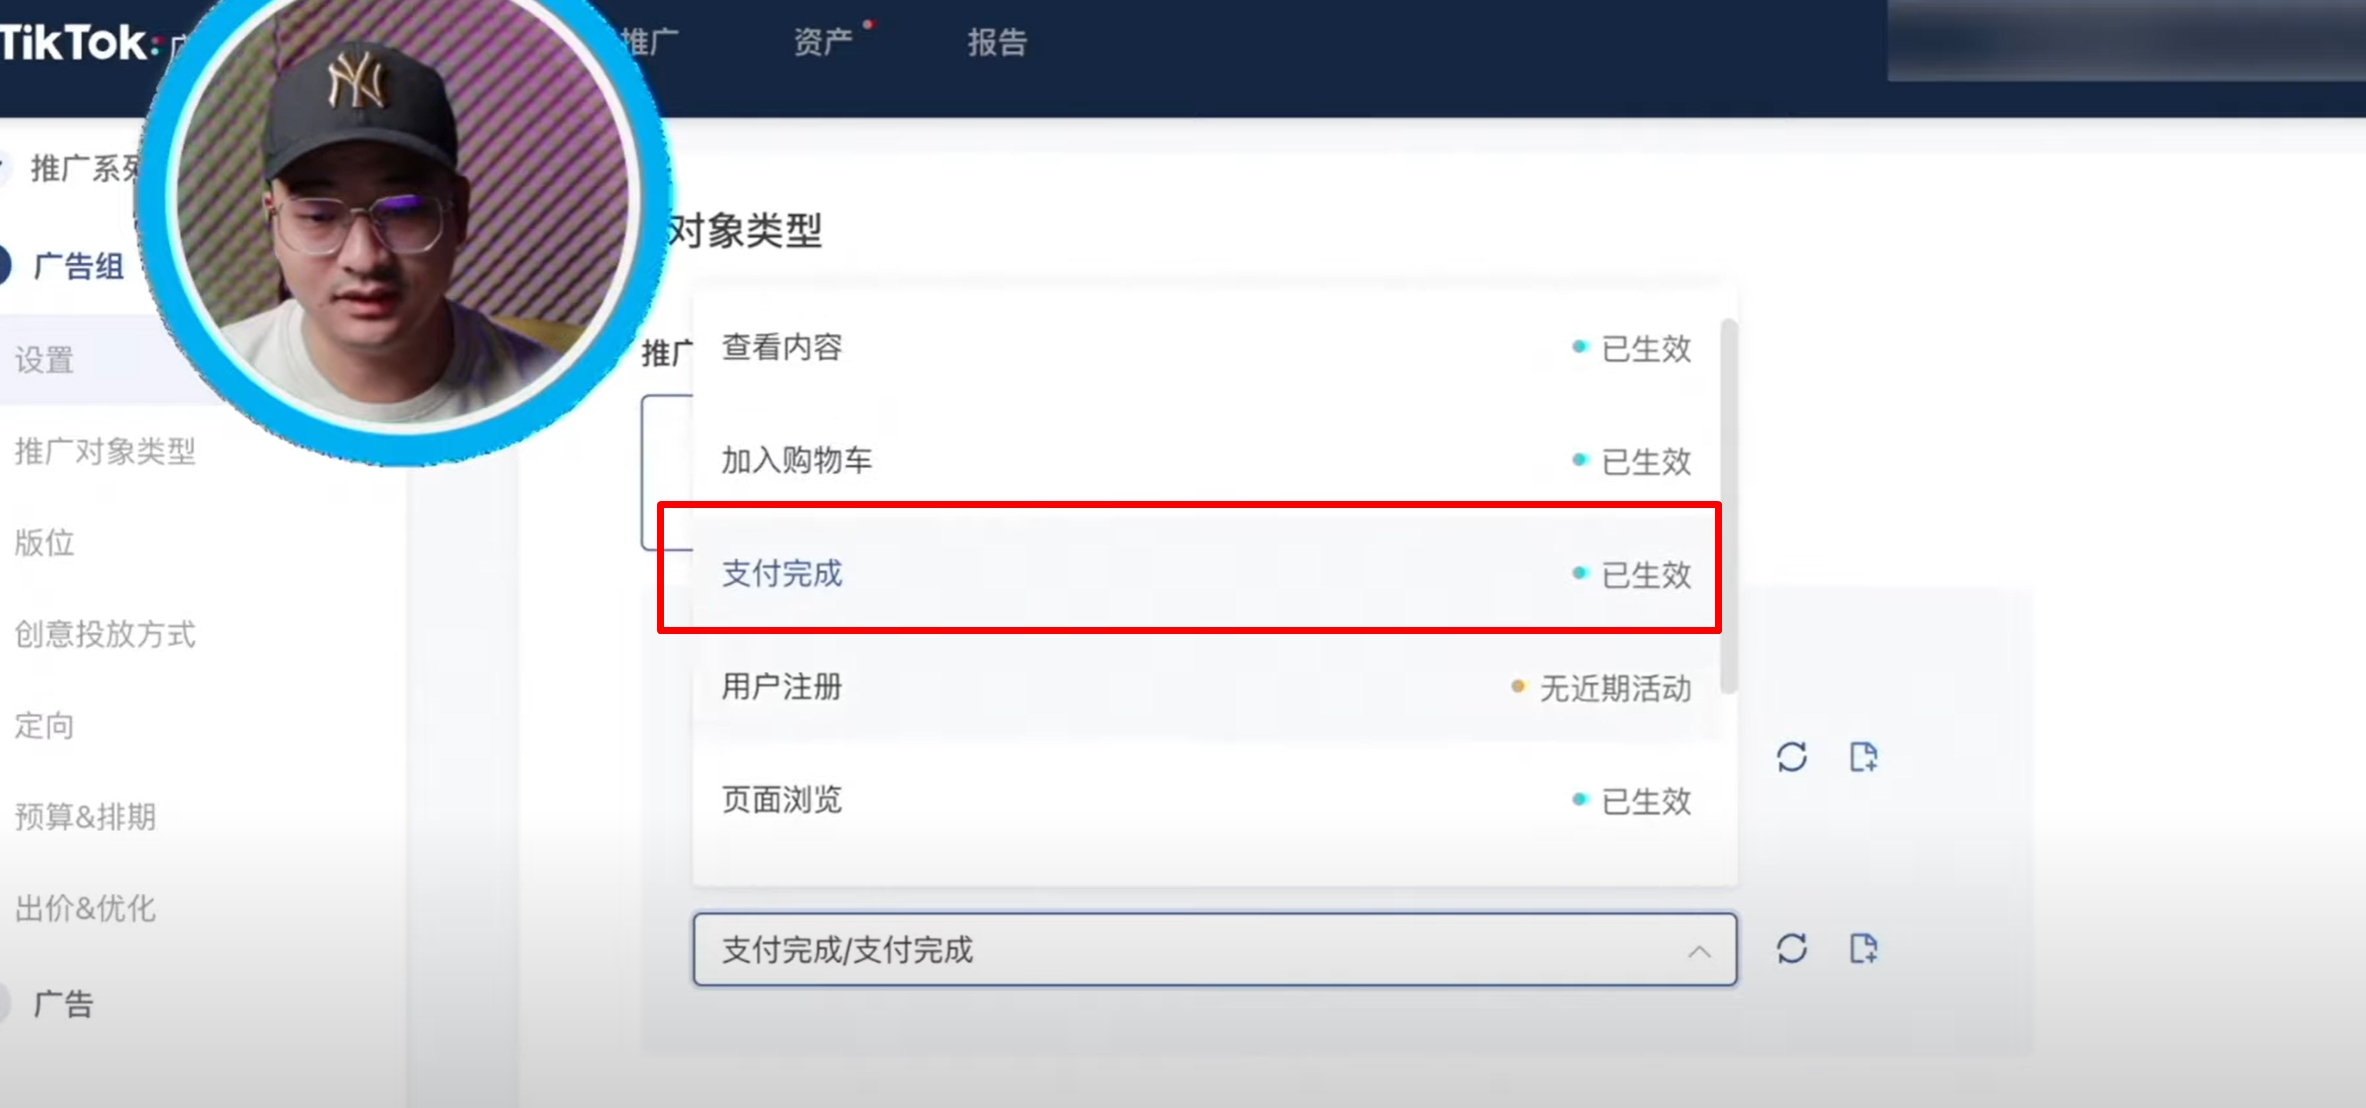 TikTok: 广
推广
资产
报告
NY
推广系列
广告组
设置
推广对象类型
版位
创意投放方式
定向
预算&排期
出价&优化
广告
对象类型
推广
查看内容 已生效
加入购物车 已生效
支付完成 已生效
用户注册 无近期活动
页面浏览 已生效
支付完成/支付完成